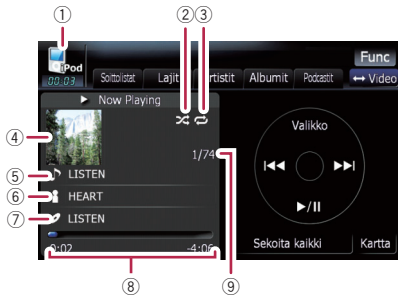 ① ② ③
iPod
00:03
Soittolistat Lajit Artistit Albumit Podcastit
Func
↔ Video
▶ Now Playing
④
1/74
⑤ LISTEN
⑥ HEART
⑦ LISTEN
0:02 -4:06
⑧ ⑨
Valikko
Sekoita kaikki
Kartta